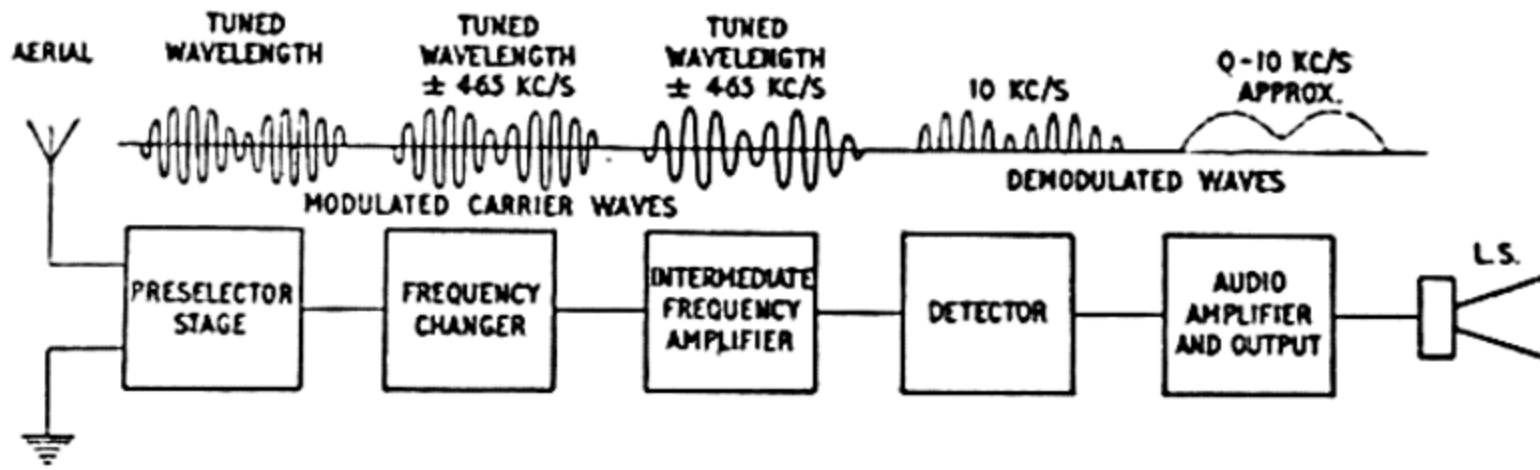 AERIAL
TUNED
WAVELENGTH
TUNED
WAVELENGTH
± 465 KC/S
TUNED
WAVELENGTH
± 465 KC/S
10 KC/S
0-10 KC/S
APPROX.
MODULATED CARRIER WAVES
DEMODULATED WAVES
PRESELECTOR
STAGE
FREQUENCY
CHANGER
INTERMEDIATE
FREQUENCY
AMPLIFIER
DETECTOR
AUDIO
AMPLIFIER
AND OUTPUT
L.S.